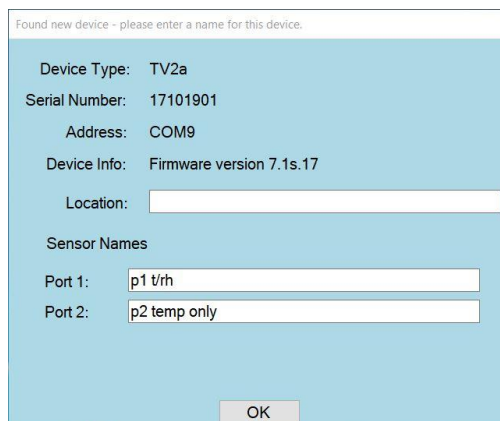 Found new device - please enter a name for this device.
Device Type: TV2a
Serial Number: 17101901
Address: COM9
Device Info: Firmware version 7.1s.17
Location:
Sensor Names
Port 1: p1 t/rh
Port 2: p2 temp only
OK